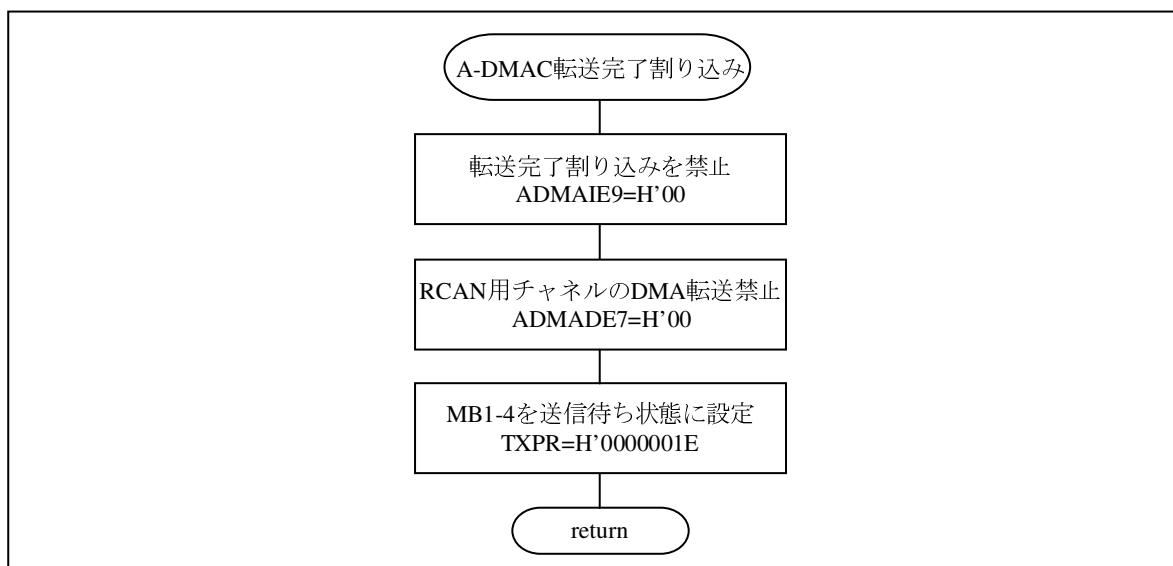 A-DMAC転送完了割り込み
転送完了割り込みを禁止
ADMAIE9=H’00
RCAN用チャネルのDMA転送禁止
ADMADE7=H’00
MB1-4を送信待ち状態に設定
TXPR=H’0000001E
return